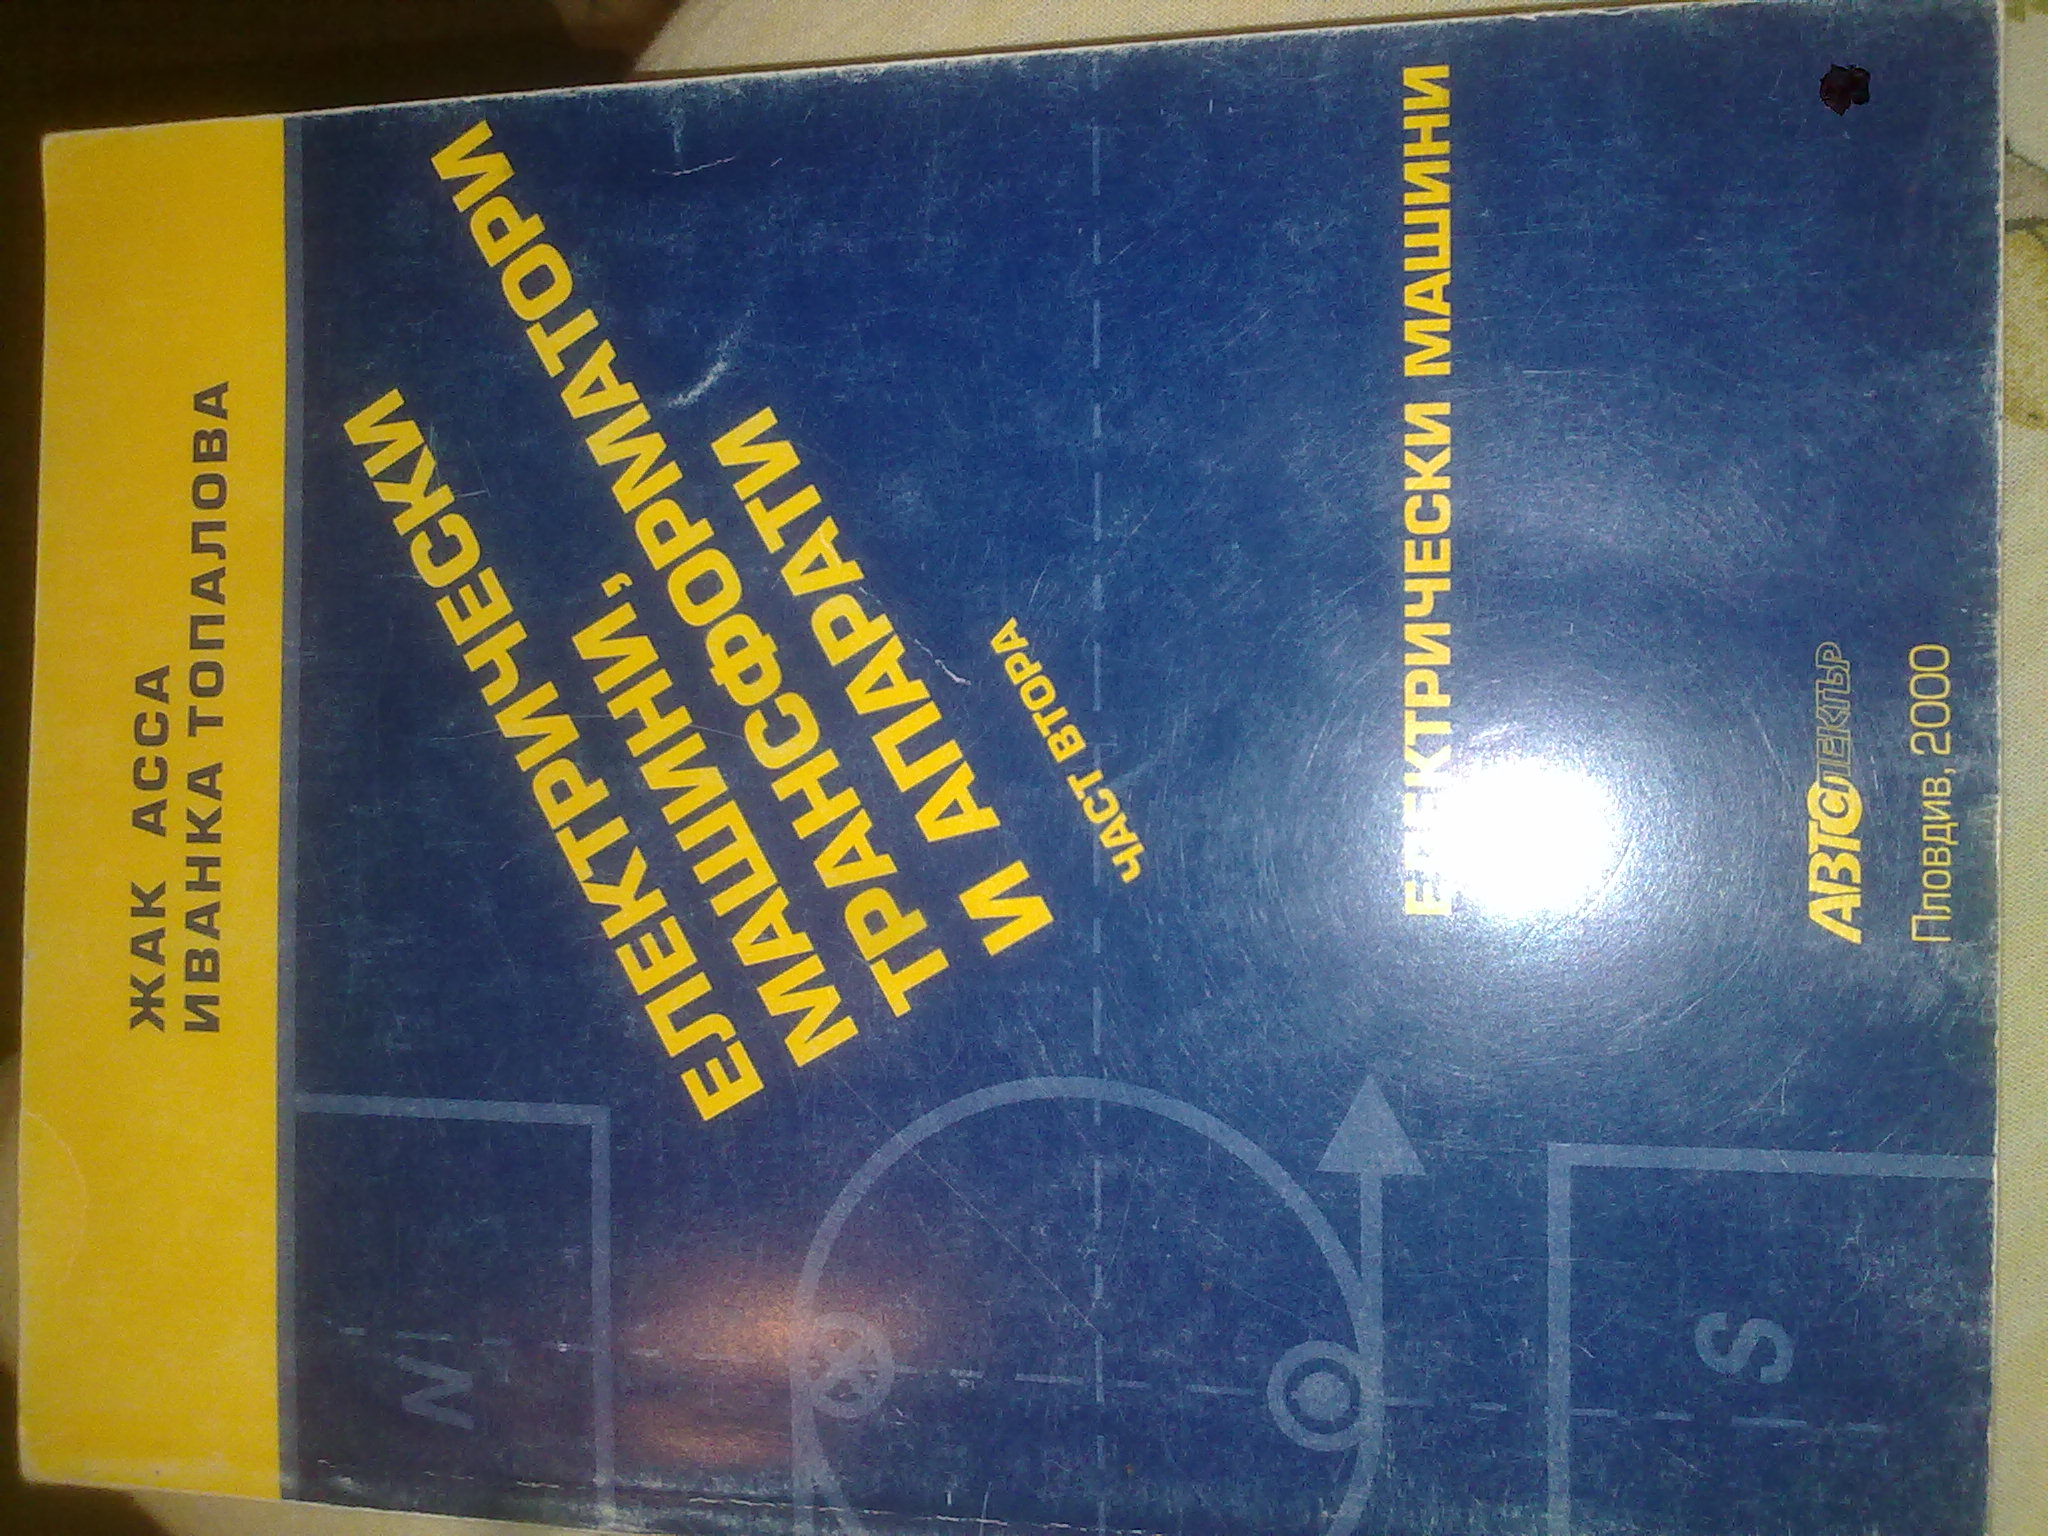 ЖАК АССА
ИВАНКА ТОПАЛОВА
ЕЛЕКТРИЧЕСКИ
МАШИНИ,
ТРАНСФОРМАТОРИ
И АПАРАТИ
ЧАСТ ВТОРА
ЕЛЕКТРИЧЕСКИ МАШИНИ
N
S
АВТОСПЕКТЪР
Пловдив, 2000